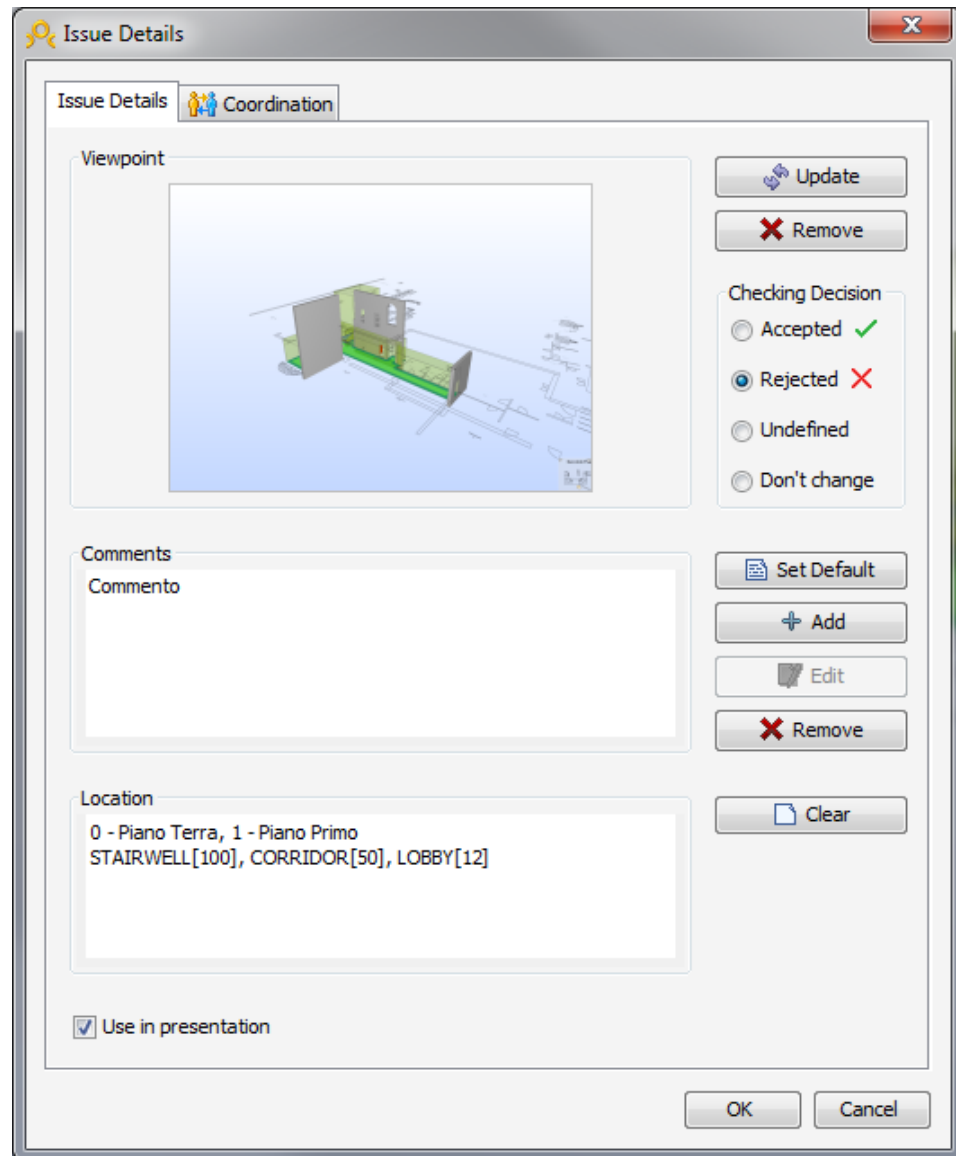 Issue Details
Issue Details
Coordination
Viewpoint
Update
Remove
Checking Decision
Accepted
Rejected
Undefined
Don't change
Comments
Commento
Set Default
Add
Edit
Remove
Location
0 - Piano Terra, 1 - Piano Primo
STAIRWELL[100], CORRIDOR[50], LOBBY[12]
Clear
Use in presentation
OK
Cancel